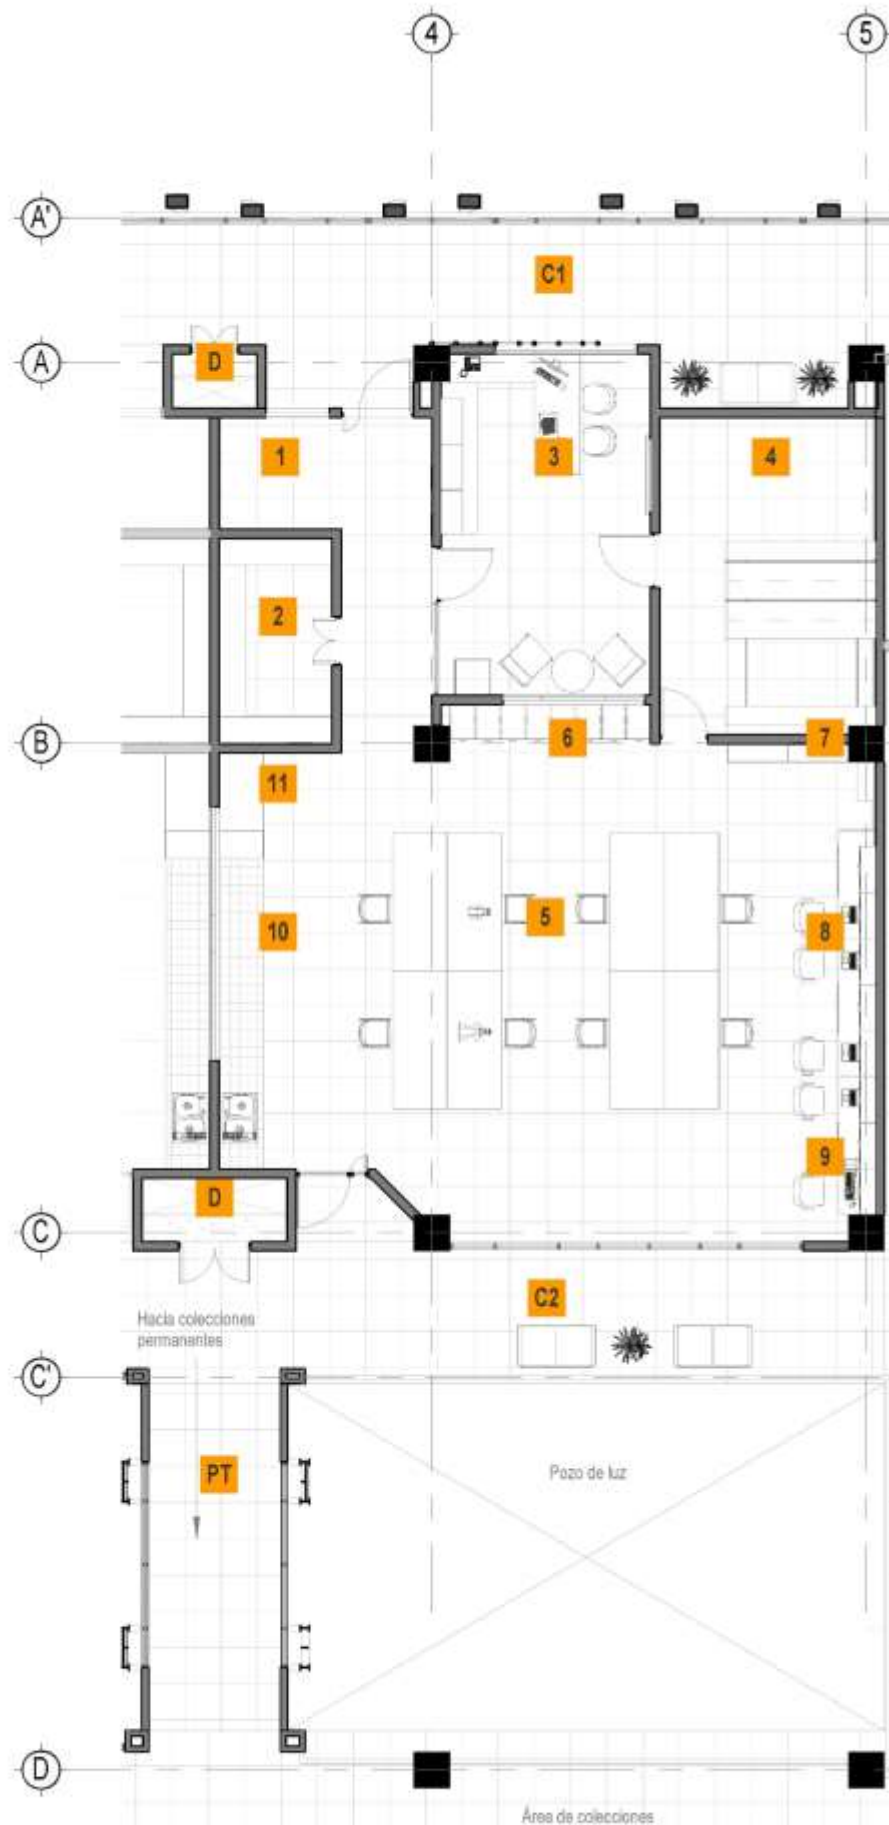 4 5
A'
C1
D
A
1 3 4
2
B 6 7
11
10 5 8
9
D
C
C2
Hacia colecciones
permanentes
C'
PT Pozo de luz
D
Área de colecciones